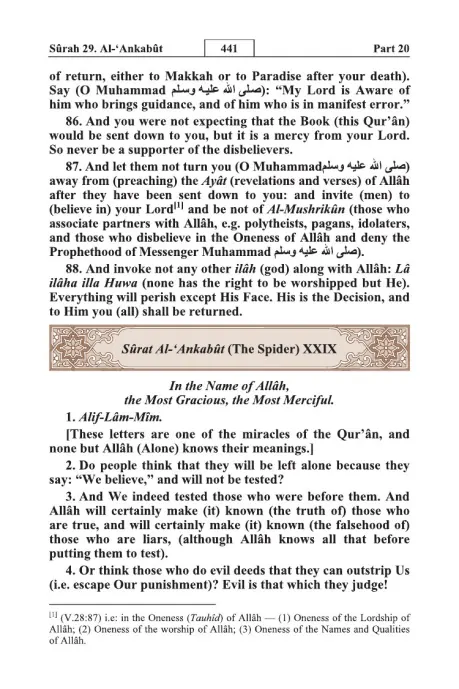 Sûrah 29. Al-‘Ankabût 441 Part 20
of return, either to Makkah or to Paradise after your death).
Say (O Muhammad صلى الله عليه وسلم): “My Lord is Aware of
him who brings guidance, and of him who is in manifest error.”
86. And you were not expecting that the Book (this Qur’ân)
would be sent down to you, but it is a mercy from your Lord.
So never be a supporter of the disbelievers.
87. And let them not turn you (O Muhammadصلى الله عليه وسلم)
away from (preaching) the Ayât (revelations and verses) of Allâh
after they have been sent down to you: and invite (men) to
(believe in) your Lord[1] and be not of Al-Mushrikûn (those who
associate partners with Allâh, e.g. polytheists, pagans, idolaters,
and those who disbelieve in the Oneness of Allâh and deny the
Prophethood of Messenger Muhammad صلى الله عليه وسلم).
88. And invoke not any other ilâh (god) along with Allâh: Lâ
ilâha illa Huwa (none has the right to be worshipped but He).
Everything will perish except His Face. His is the Decision, and
to Him you (all) shall be returned.
Sûrat Al-‘Ankabût (The Spider) XXIX
In the Name of Allâh,
the Most Gracious, the Most Merciful.
1. Alif-Lâm-Mîm.
[These letters are one of the miracles of the Qur’ân, and
none but Allâh (Alone) knows their meanings.]
2. Do people think that they will be left alone because they
say: “We believe,” and will not be tested?
3. And We indeed tested those who were before them. And
Allâh will certainly make (it) known (the truth of) those who
are true, and will certainly make (it) known (the falsehood of)
those who are liars, (although Allâh knows all that before
putting them to test).
4. Or think those who do evil deeds that they can outstrip Us
(i.e. escape Our punishment)? Evil is that which they judge!
[1] (V.28:87) i.e: in the Oneness (Tauhîd) of Allâh — (1) Oneness of the Lordship of
Allâh; (2) Oneness of the worship of Allâh; (3) Oneness of the Names and Qualities
of Allâh.